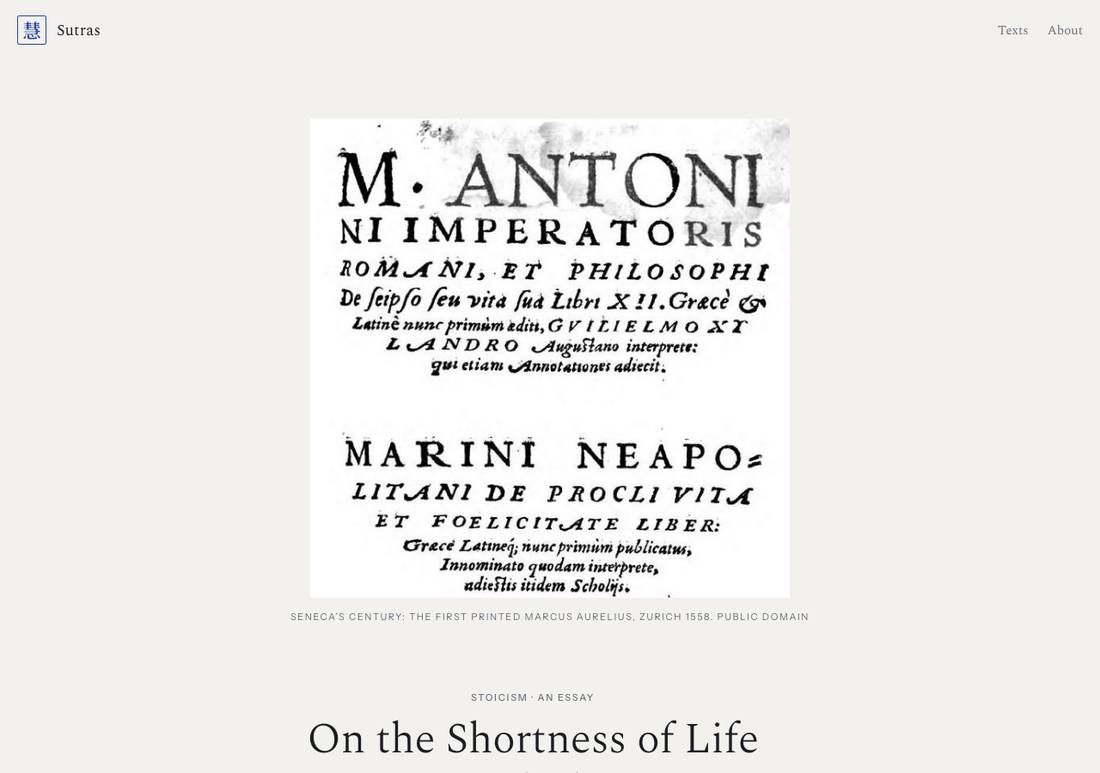 慧 Sutras
Texts About
M. ANTONI
NI IMPERATORIS
ROMANI, ET PHILOSOPHI
De ſeipſo ſeu vita ſua Libri XII. Græcè &
Latinè nunc primùm æditi, GVILIELMO XY
LANDRO Auguſtano interprete:
qui etiam Annotationes adiecit.
MARINI NEAPO=
LITANI DE PROCLI VITA
ET FOELICITATE LIBER:
Græcè Latineq́; nunc primùm publicatus,
Innominato quodam interprete,
adiectis itidem Scholijs.
SENECA'S CENTURY: THE FIRST PRINTED MARCUS AURELIUS, ZURICH 1558. PUBLIC DOMAIN
STOICISM · AN ESSAY
On the Shortness of Life